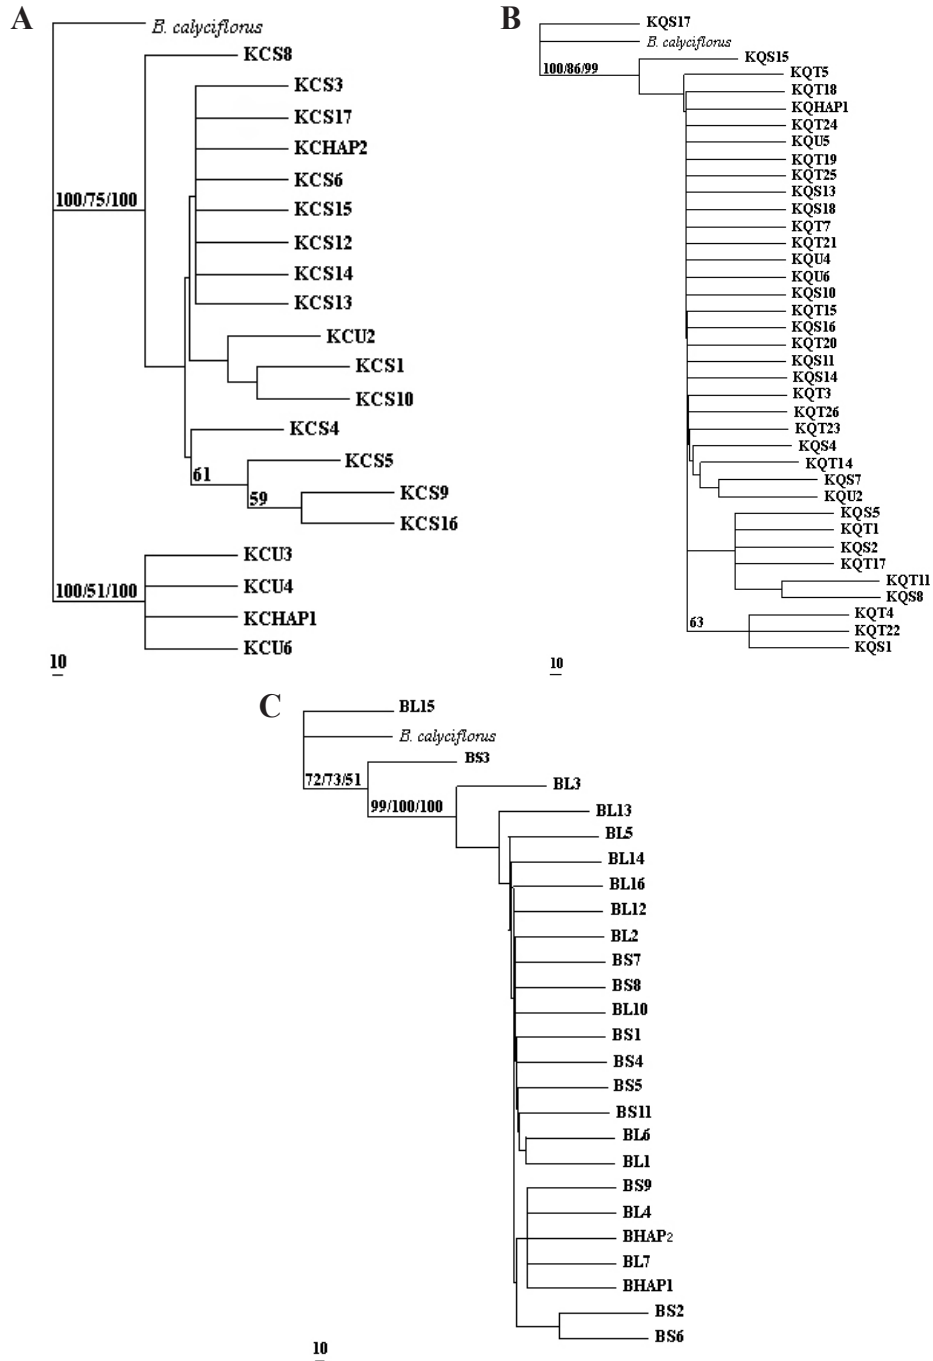 A
B. calyciflorus
KCS8
KCS3
KCS17
KCHAP2
KCS6
100/75/100
KCS15
KCS12
KCS14
KCS13
KCU2
KCS1
KCS10
KCS4
KCS5
61
KCS9
59
KCS16
KCU3
KCU4
100/51/100
KCHAP1
KCU6
10
B
KQS17
B. calyciflorus
KQS15
100/86/99
KQT5
KQT18
KQHAP1
KQT24
KQU5
KQT19
KQT25
KQS13
KQS18
KQT7
KQT21
KQU4
KQU6
KQS10
KQT15
KQS16
KQT20
KQS11
KQS14
KQT3
KQT26
KQT23
KQS4
KQT14
KQS7
KQU2
KQS5
KQT1
KQS2
KQT17
KQT11
KQS8
KQT4
63
KQT22
KQS1
10
C
BL15
B. calyciflorus
BS3
72/73/51
BL3
99/100/100
BL13
BL5
BL14
BL16
BL12
BL2
BS7
BS8
BL10
BS1
BS4
BS5
BS11
BL6
BL1
BS9
BL4
BHAP2
BL7
BHAP1
BS2
BS6
10